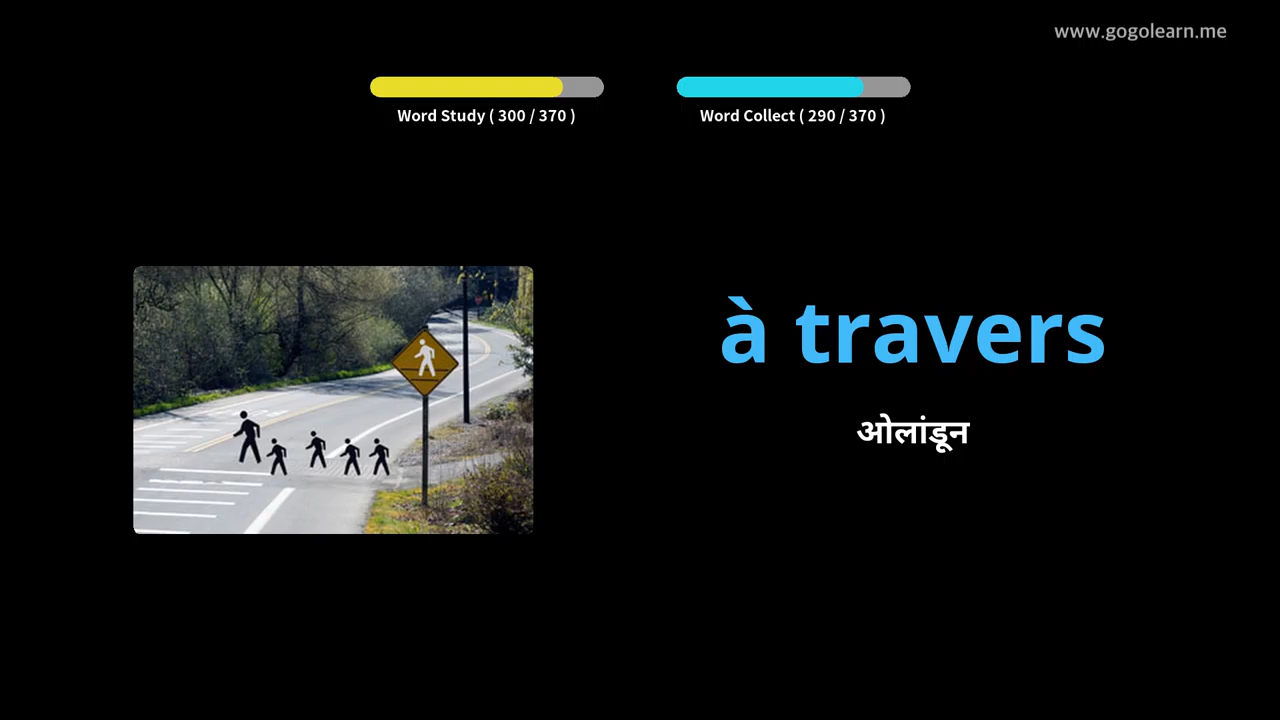 www.gogolearn.me
Word Study ( 300 / 370 )
Word Collect ( 290 / 370 )
à travers
ओलांडून